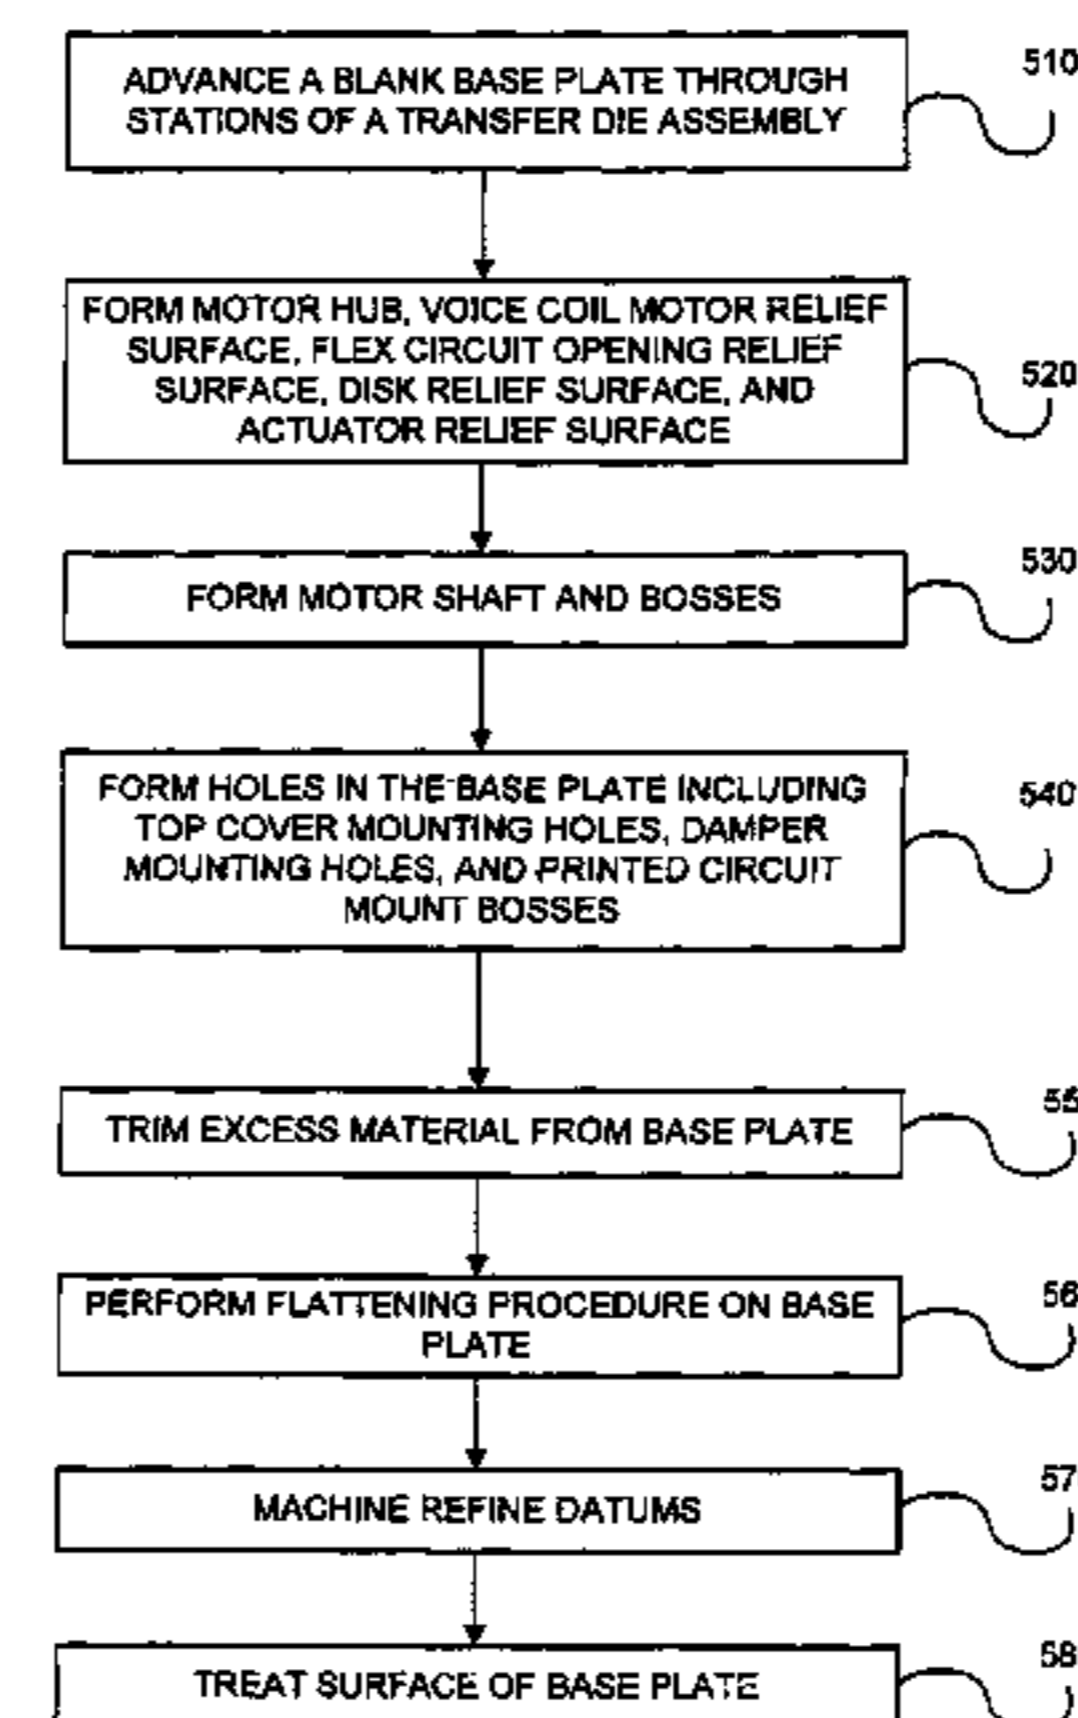 510
ADVANCE A BLANK BASE PLATE THROUGH
STATIONS OF A TRANSFER DIE ASSEMBLY
FORM MOTOR HUB, VOICE COIL MOTOR RELIEF
SURFACE, FLEX CIRCUIT OPENING RELIEF
SURFACE, DISK RELIEF SURFACE, AND
ACTUATOR RELIEF SURFACE
520
530
FORM MOTOR SHAFT AND BOSSES
540
FORM HOLES IN THE BASE PLATE INCLUDING
TOP COVER MOUNTING HOLES, DAMPER
MOUNTING HOLES, AND PRINTED CIRCUIT
MOUNT BOSSES
55
TRIM EXCESS MATERIAL FROM BASE PLATE
56
PERFORM FLATTENING PROCEDURE ON BASE
PLATE
57
MACHINE REFINE DATUMS
58
TREAT SURFACE OF BASE PLATE